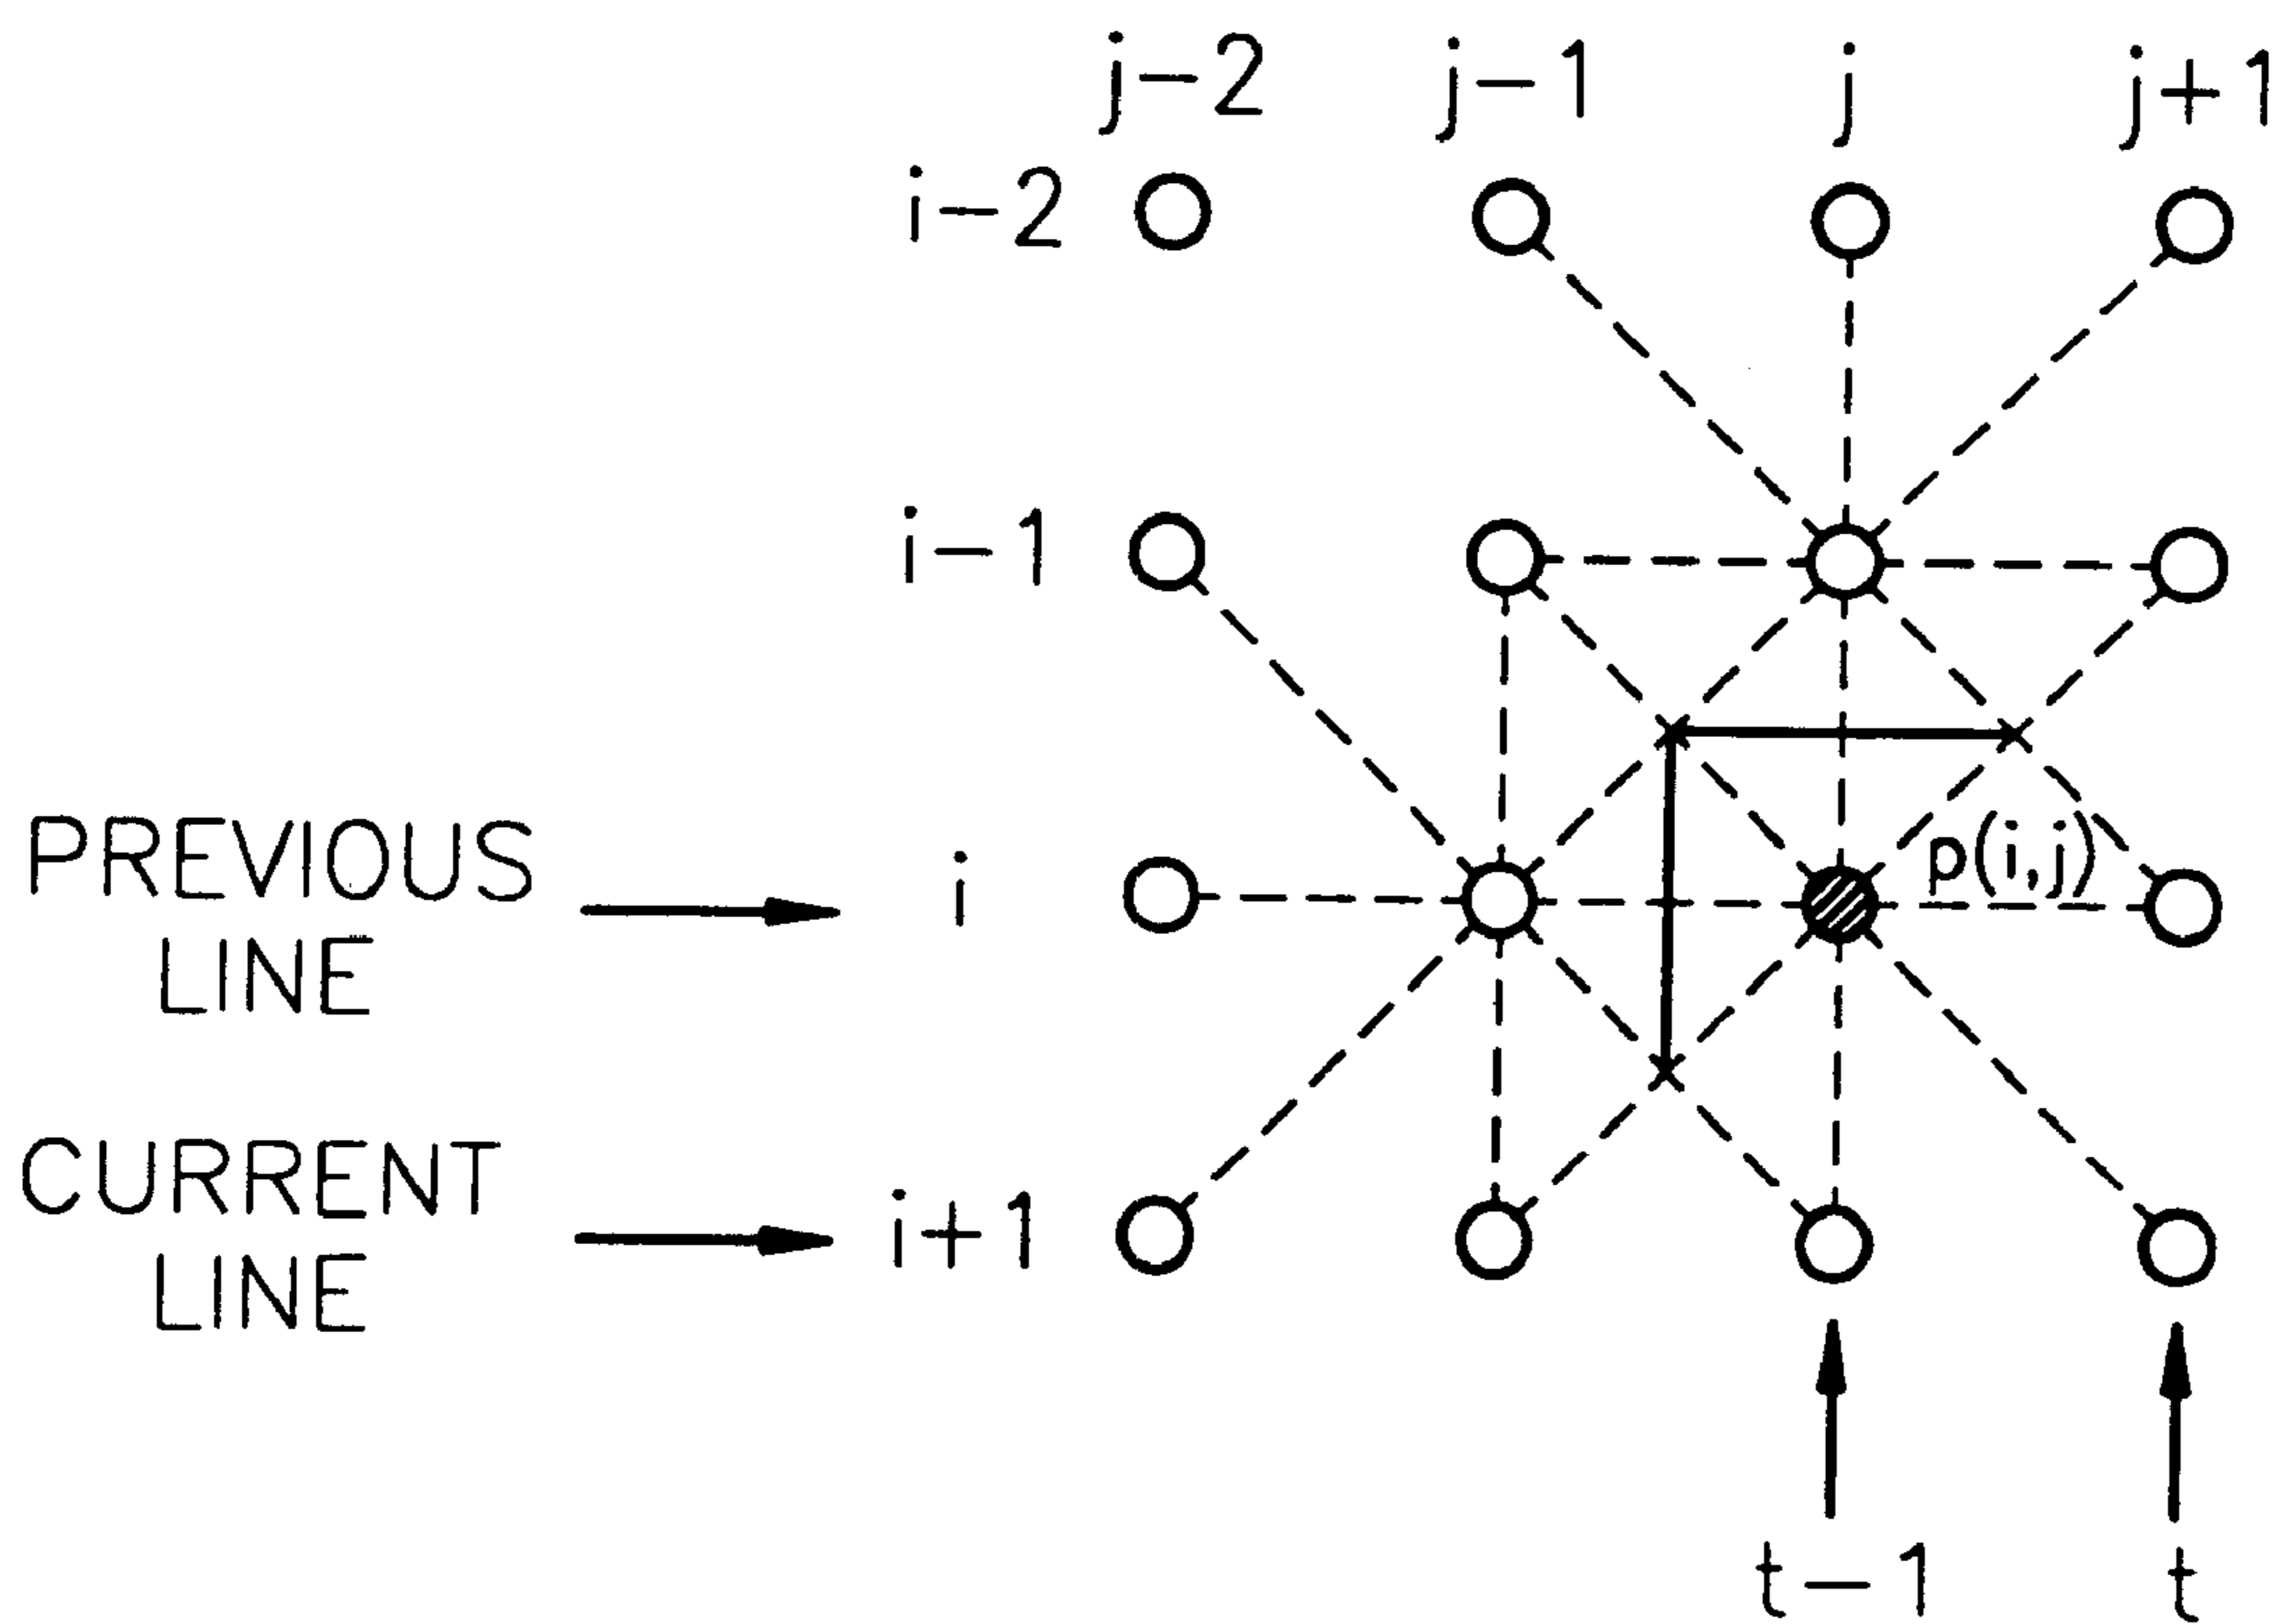 j−2 j−1 j j+1
i−2
i−1
PREVIOUS
LINE
i
p(i,j)
CURRENT
LINE
i+1
t−1 t